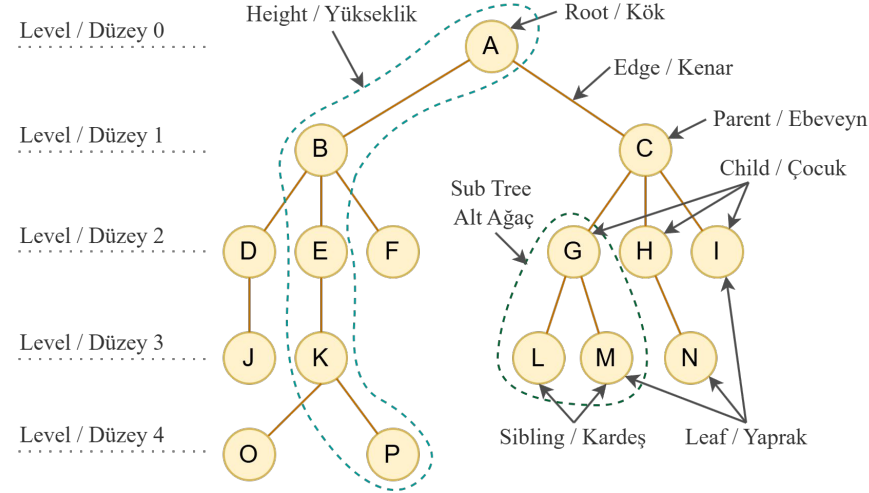 Height / Yükseklik
Root / Kök
Level / Düzey 0
A
Edge / Kenar
Parent / Ebeveyn
Level / Düzey 1
B
C
Child / Çocuk
Sub Tree
Alt Ağaç
Level / Düzey 2
D
E
F
G
H
I
Level / Düzey 3
J
K
L
M
N
Level / Düzey 4
Sibling / Kardeş
Leaf / Yaprak
O
P